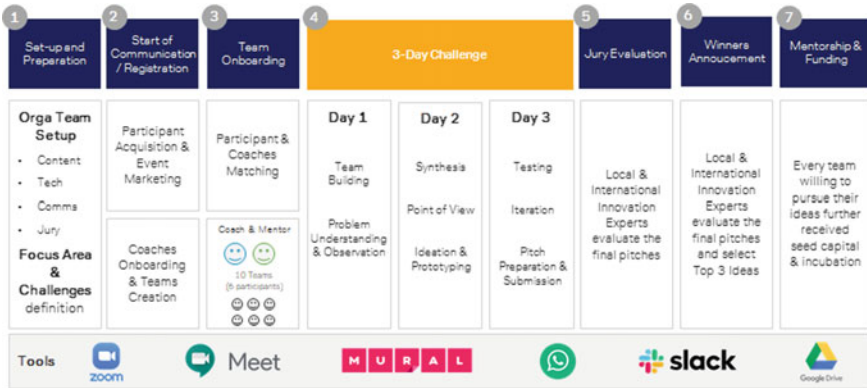 1
Set-up and
Preparation
2
Start of
Communication
/ Registration
3
Team
Onboarding
4
3-Day Challenge
5
Jury Evaluation
6
Winners
Annoucement
7
Mentorship &
Funding
Orga Team
Setup
• Content
• Tech
• Comms
• Jury
Focus Area
&
Challenges
definition
Participant
Acquisition &
Event
Marketing
Coaches
Onboarding
& Teams
Creation
Participant &
Coaches
Matching
Coach & Mentor
10 Teams
(6 participants)
Day 1
Team
Building
Problem
Understanding
& Observation
Day 2
Synthesis
Point of View
Ideation &
Prototyping
Day 3
Testing
Iteration
Pitch
Preparation &
Submission
Local &
International
Innovation
Experts
evaluate the
final pitches
Local &
International
Innovation
Experts
evaluate the
final pitches
and select
Top 3 Ideas
Every team
willing to
pursue their
ideas further
received
seed capital
& incubation
Tools
zoom
Meet
MURAL
slack
Google Drive